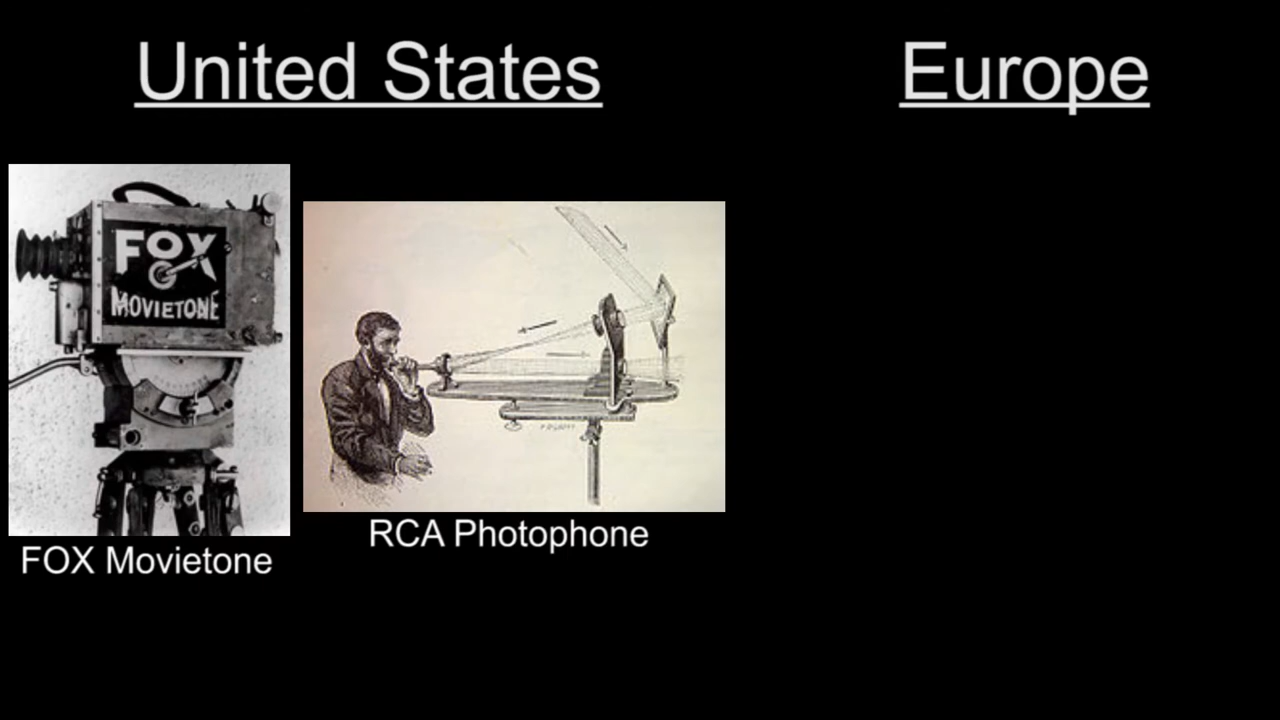 United States
Europe
FOX
MOVIETONE
FOX Movietone
RCA Photophone